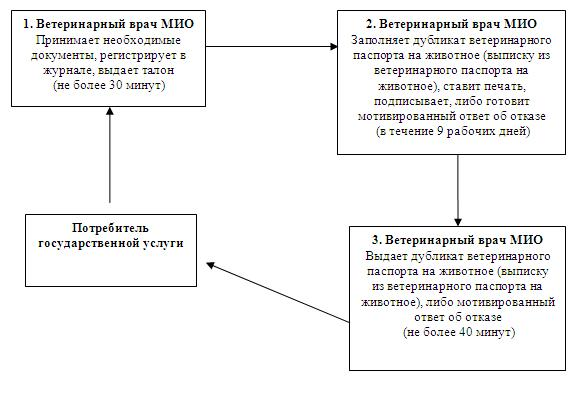 1. Ветеринарный врач МИО
Принимает необходимые
документы, регистрирует в
журнале, выдает талон
(не более 30 минут)
2. Ветеринарный врач МИО
Заполняет дубликат ветеринарного
паспорта на животное (выписку из
ветеринарного паспорта на
животное), ставит печать,
подписывает, либо готовит
мотивированный ответ об отказе
(в течение 9 рабочих дней)
Потребитель
государственной услуги
3. Ветеринарный врач МИО
Выдает дубликат ветеринарного
паспорта на животное (выписку
из ветеринарного паспорта на
животное), либо мотивированный
ответ об отказе
(не более 40 минут)